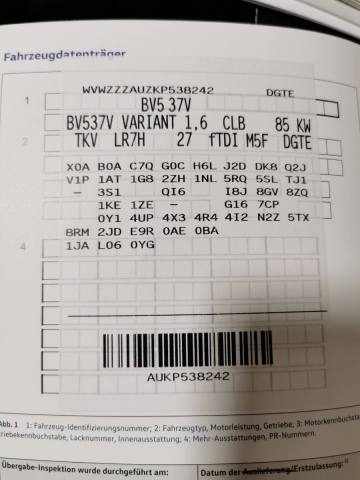 Fahrzeugdatenträger
WVWZZZAUZKP538242 DGTE
1 BV5 37V
BV537V VARIANT 1,6 CLB 85 KW
2 TKV LR7H 27 fTDI M5F DGTE
X0A B0A C7Q G0C H6L J2D DK8 Q2J
V1P 1AT 1G8 2ZH 1NL 5RQ 5SL TJ1
- 3S1 QI6 I8J 8GV 8ZQ
1KE 1ZE - G16 7CP
0Y1 4UP 4X3 4R4 4I2 N2Z 5TX
8RM 2JD E9R 0AE 0BA
4 1JA L06 0YG
AUKP538242
Abb. 1 1: Fahrzeug-Identifizierungsnummer; 2: Fahrzeugtyp, Motorleistung, Getriebe; 3: Motorkennbuchsta
triebekennbuchstabe, Lacknummer, Innenausstattung; 4: Mehr-Ausstattungen, PR-Nummern.
Übergabe-Inspektion wurde durchgeführt am: Datum der Auslieferung/Erstzulassung: